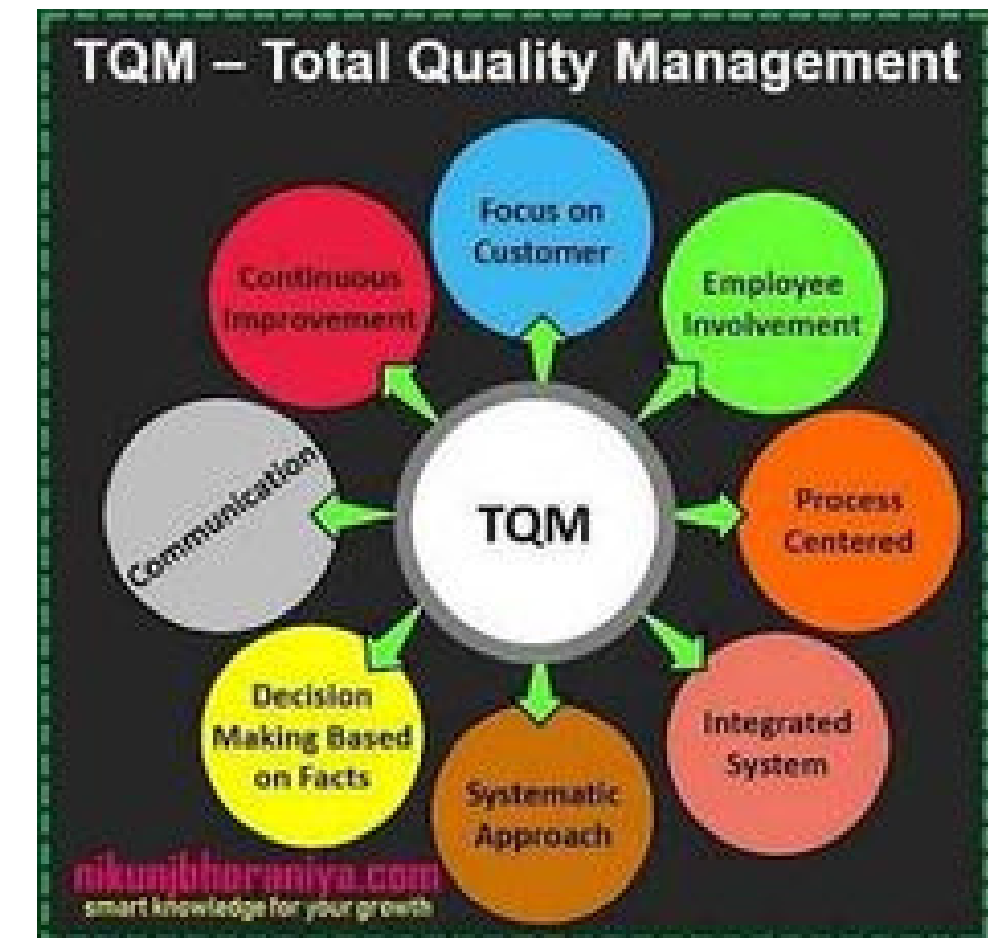 TQM – Total Quality Management
Focus on
Customer
Employee
Involvement
Process
Centered
Integrated
System
Systematic
Approach
Decision
Making Based
on Facts
Communication
Continuous
Improvement
TQM
nikunjbhoraniya.com
smart knowledge for your growth